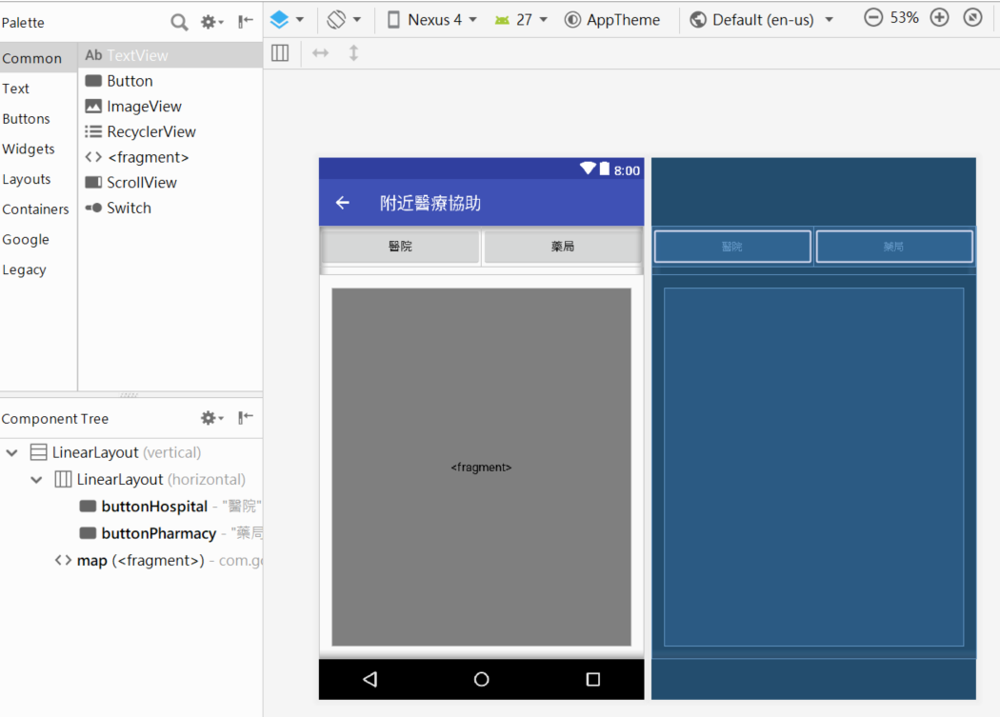 Palette
Nexus 4
27
AppTheme
Default (en-us)
53%
Common
Text
Buttons
Widgets
Layouts
Containers
Google
Legacy
Ab TextView
Button
ImageView
RecyclerView
<fragment>
ScrollView
Switch
8:00
附近醫療協助
醫院
藥局
醫院
藥局
<fragment>
Component Tree
LinearLayout (vertical)
LinearLayout (horizontal)
buttonHospital - "醫院"
buttonPharmacy - "藥局
map (<fragment>) - com.go